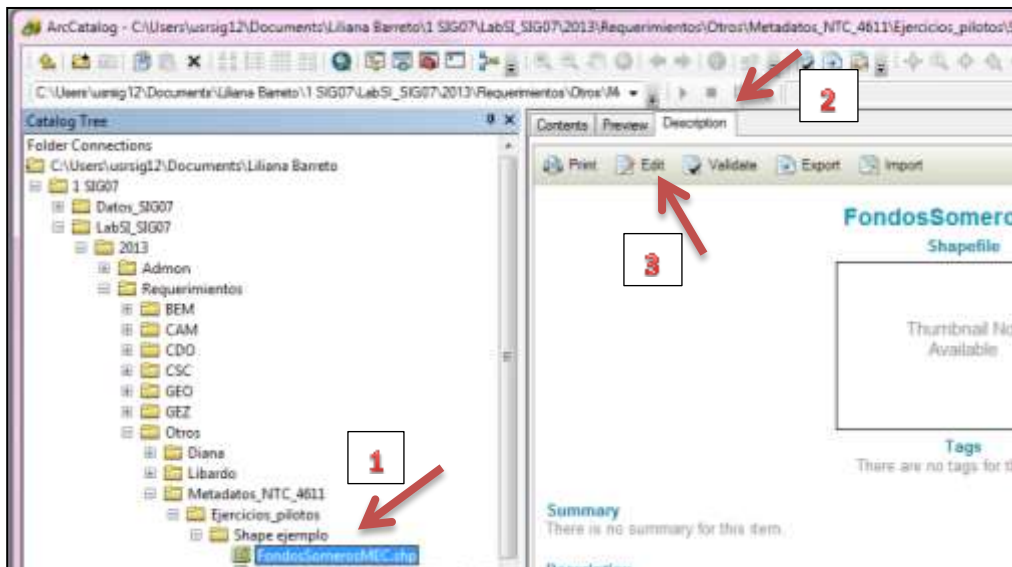 ArcCatalog - C:\Users\usrsig12\Documents\Liliana Barreto\1 SIG07\LabSI_SIG07\2013\Requerimientos\Otros\Metadatos_NTC_4611\Ejercicios_pilotos\S
C:\Users\usrsig12\Documents\Liliana Barreto\1 SIG07\LabSI_SIG07\2013\Requerimientos\Otros\M
2
Catalog Tree
Contents Preview Description
Folder Connections
C:\Users\usrsig12\Documents\Liliana Barreto
Print Edit Validate Export Import
1 SIG07
Datos_SIG07
LabSI_SIG07
2013
Admon
Requerimientos
BEM
CAM
CDO
CSC
GEO
GEZ
Otros
Diana
Libardo
Metadatos_NTC_4611
Ejercicios_pilotos
Shape ejemplo
FondosSomerosMEC.shp
1
3
FondosSomero
Shapefile
Thumbnail No
Available
Tags
There are no tags for th
Summary
There is no summary for this item.
Description